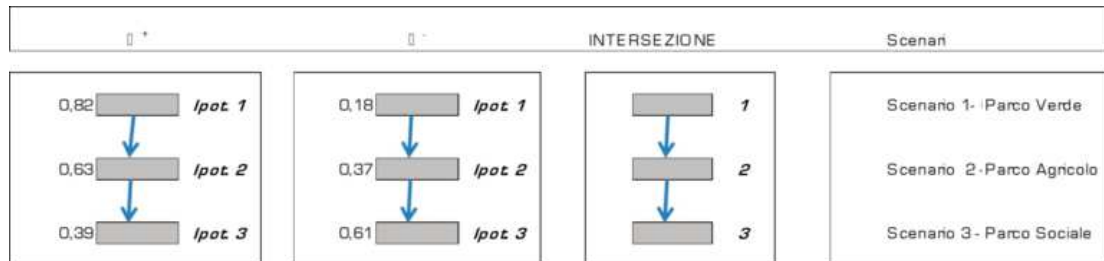 + - INTERSEZIONE Scenari
0,82 Ipot. 1 0,18 Ipot. 1 1 Scenario 1- Parco Verde
0,63 Ipot. 2 0,37 Ipot. 2 2 Scenario 2-Parco Agricolo
0,39 Ipot. 3 0,61 Ipot. 3 3 Scenario 3- Parco Sociale